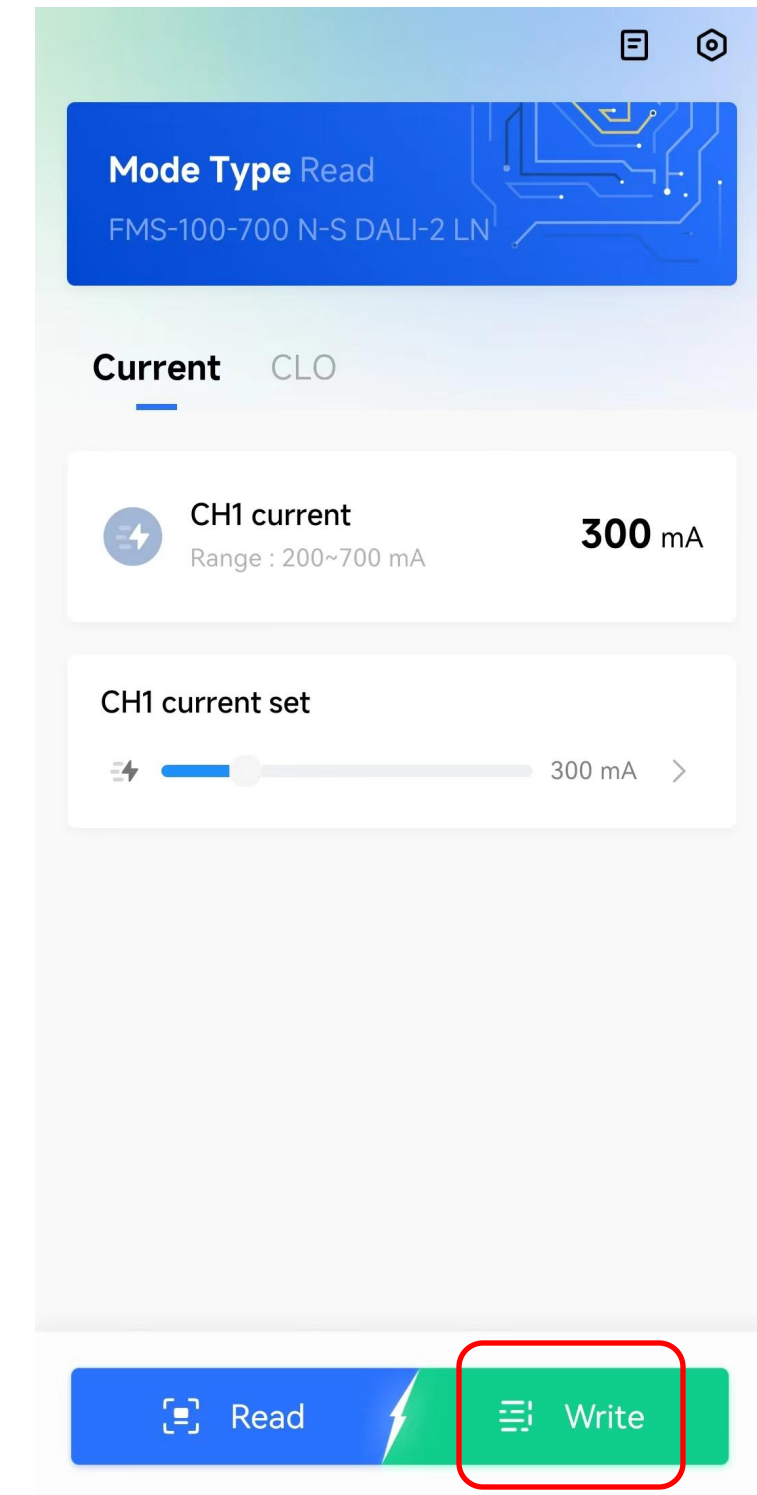 Mode Type Read
FMS-100-700 N-S DALI-2 LN
Current CLO
CH1 current
300 mA
Range : 200~700 mA
CH1 current set
300 mA
Read Write